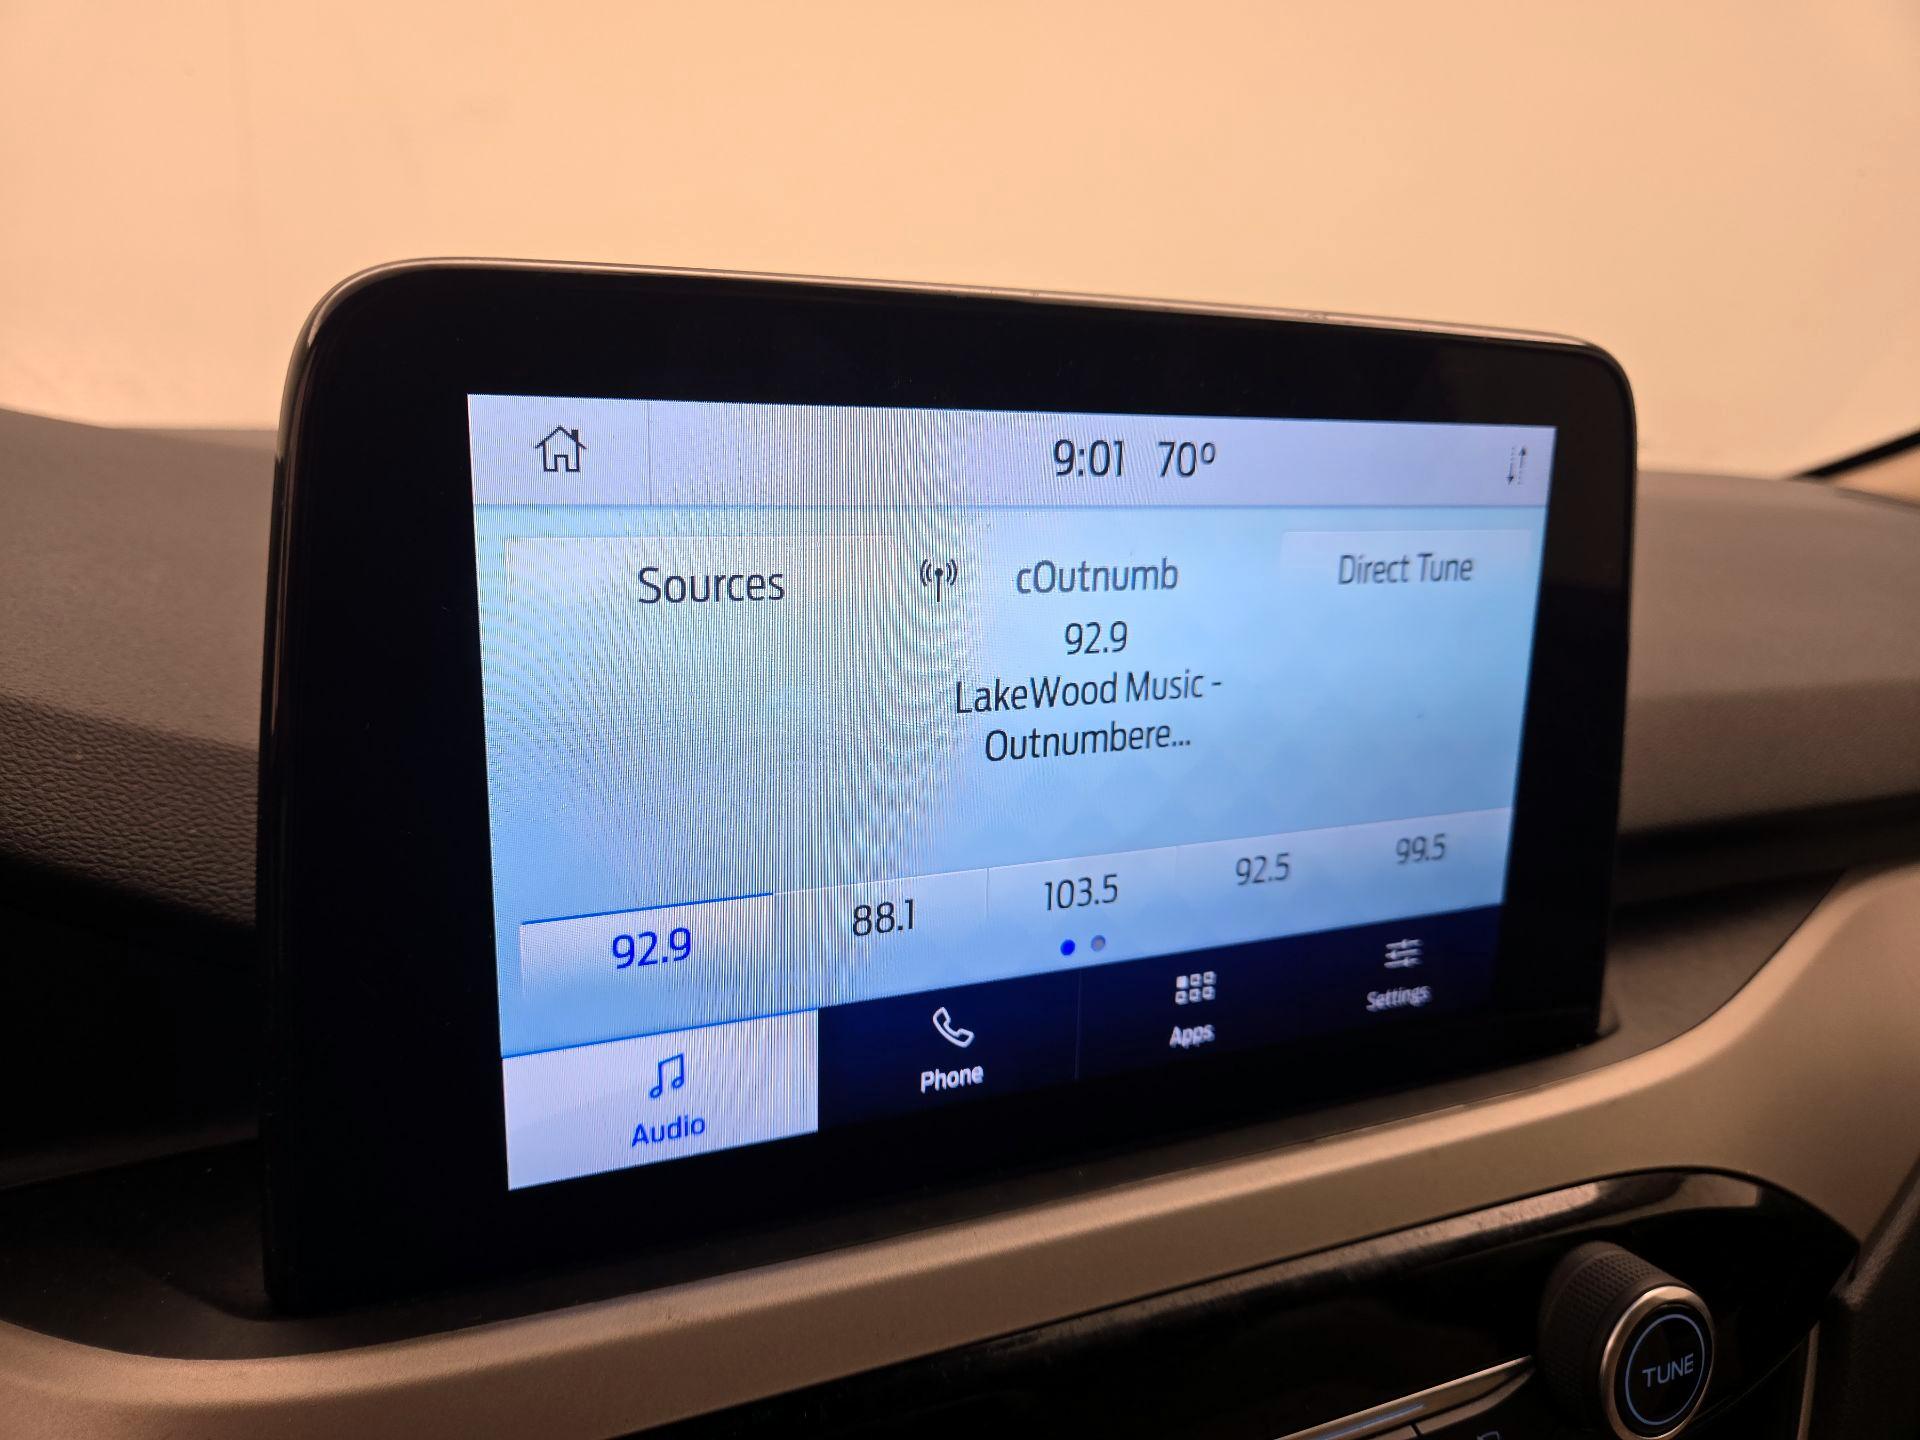 9:01 70°
Sources
cOutnumb
Direct Tune
92.9
LakeWood Music -
Outnumbere...
92.9
88.1
103.5
92.5
99.5
Audio
Phone
Apps
Settings
TUNE